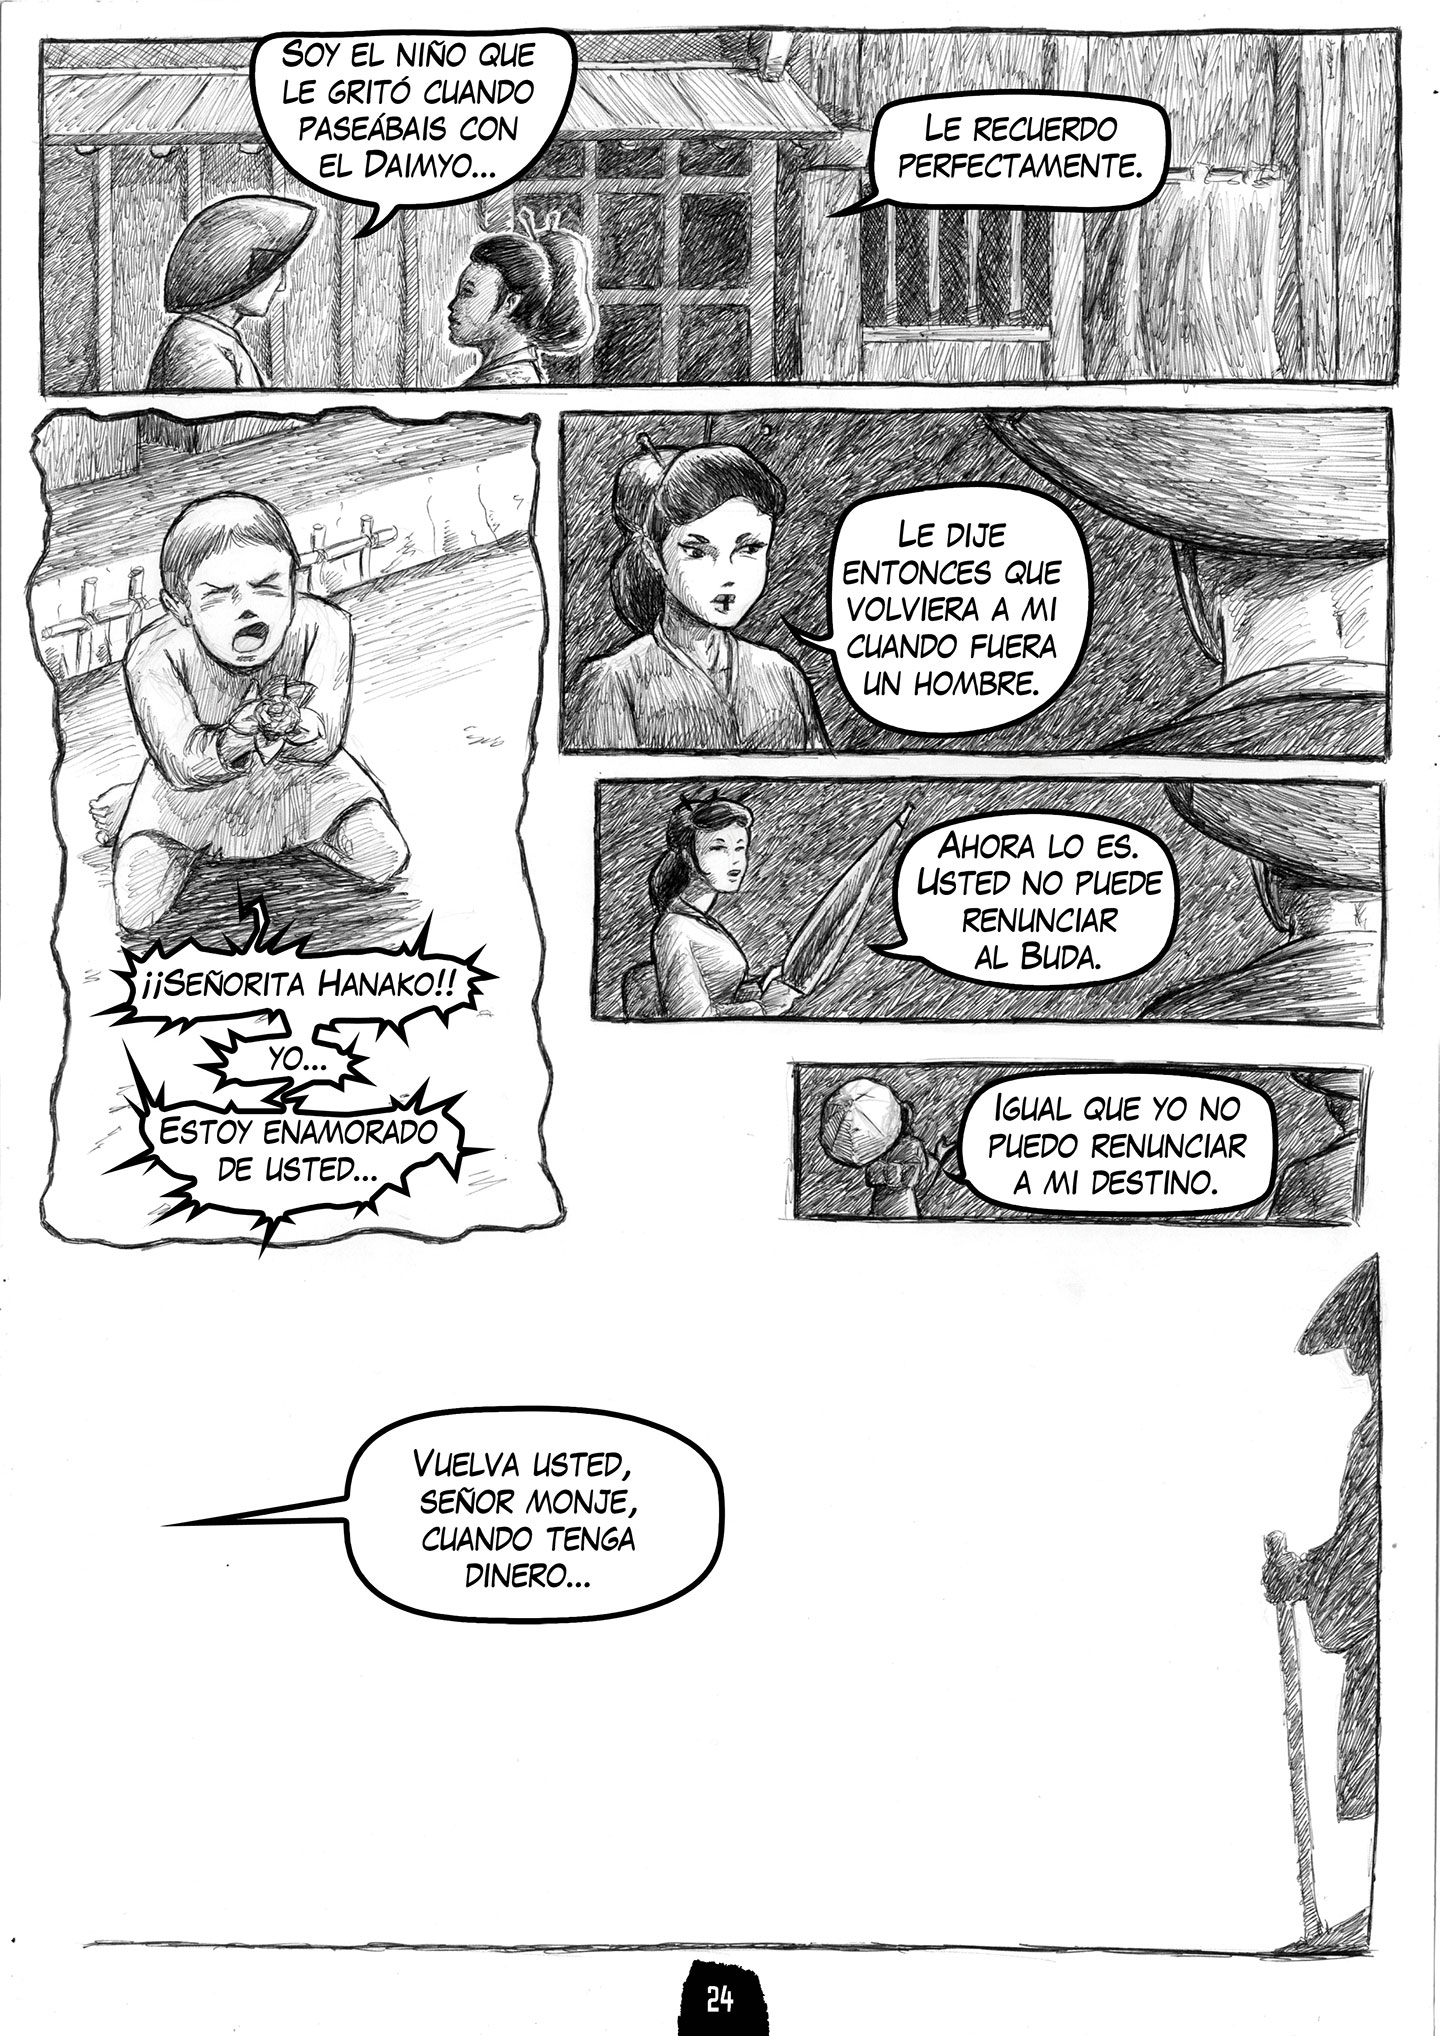 Soy el niño que
le gritó cuando
paseábais con
el Daimyo...
Le recuerdo
perfectamente.
¡¡Señorita Hanako!!
yo...
Estoy enamorado
de usted...
Le dije
entonces que
volviera a mi
cuando fuera
un hombre.
Ahora lo es.
Usted no puede
renunciar
al Buda.
Igual que yo no
puedo renunciar
a mi destino.
Vuelva usted,
señor monje,
cuando tenga
dinero...
24